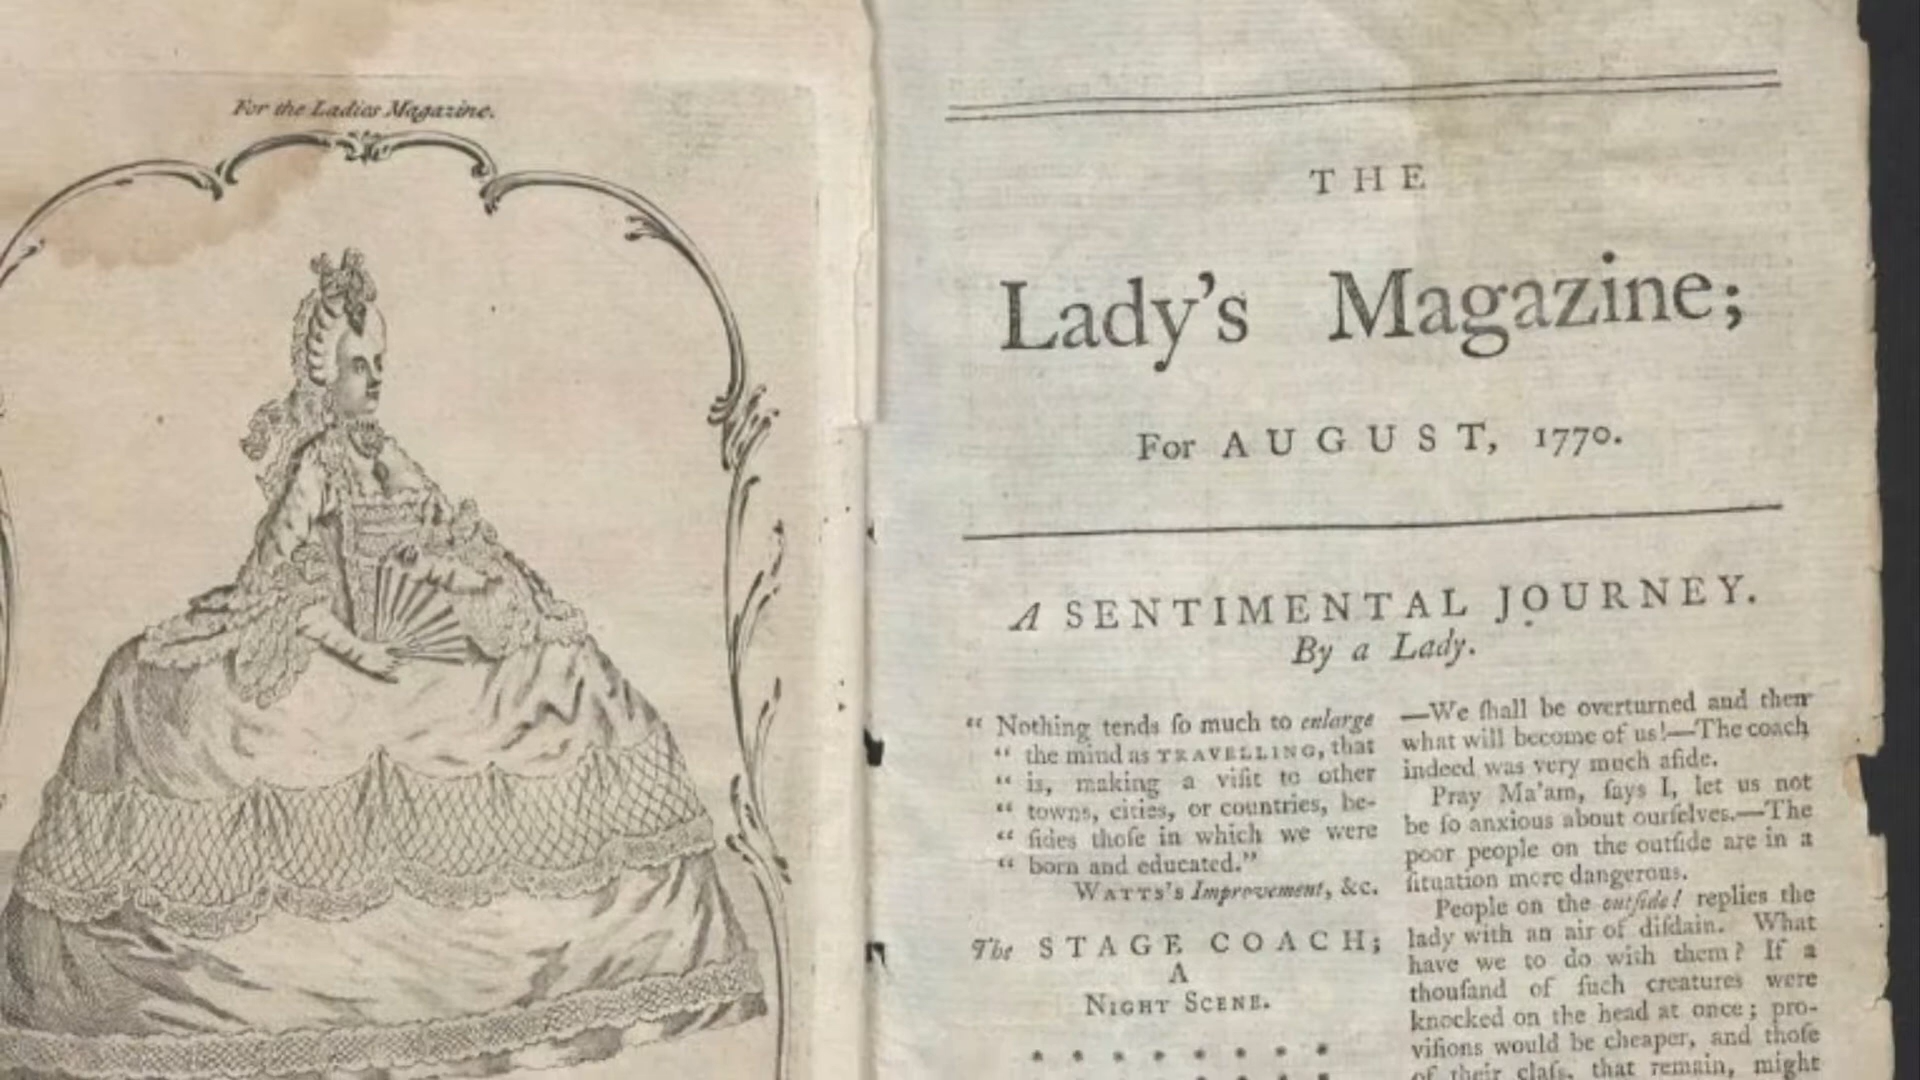 For the Ladies Magazine.
THE
Lady's Magazine;
For AUGUST, 1770.
A SENTIMENTAL JOURNEY.
By a Lady.
“ Nothing tends ſo much to enlarge
“ the mind as TRAVELLING, that
“ is, making a viſit to other
“ towns, cities, or countries, be-
“ ſides thoſe in which we were
“ born and educated.”
WATTS's Improvement, &c.
The STAGE COACH;
A
NIGHT SCENE.
—We ſhall be overturned and then
what will become of us!—The coach
indeed was very much aſide.
Pray Ma'am, ſays I, let us not
be ſo anxious about ourſelves.—The
poor people on the outſide are in a
ſituation more dangerous.
People on the outſide! replies the
lady with an air of diſdain. What
have we to do with them? If a
thouſand of ſuch creatures were
knocked on the head at once; pro-
viſions would be cheaper, and thoſe
of their claſs, that remain, might